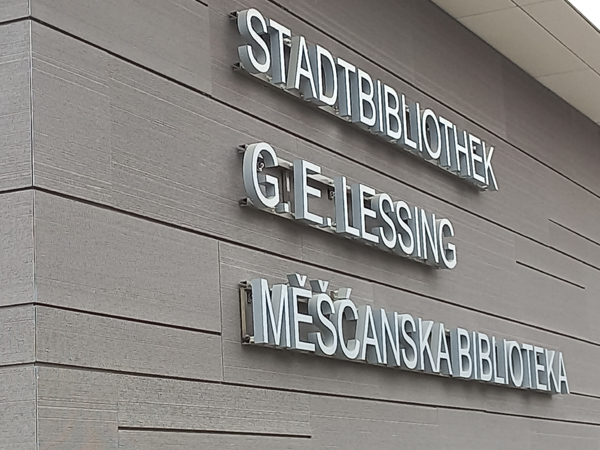 STADTBIBLIOTHEK
G. E. LESSING
MĚŠĆANSKA BIBLIOTEKA